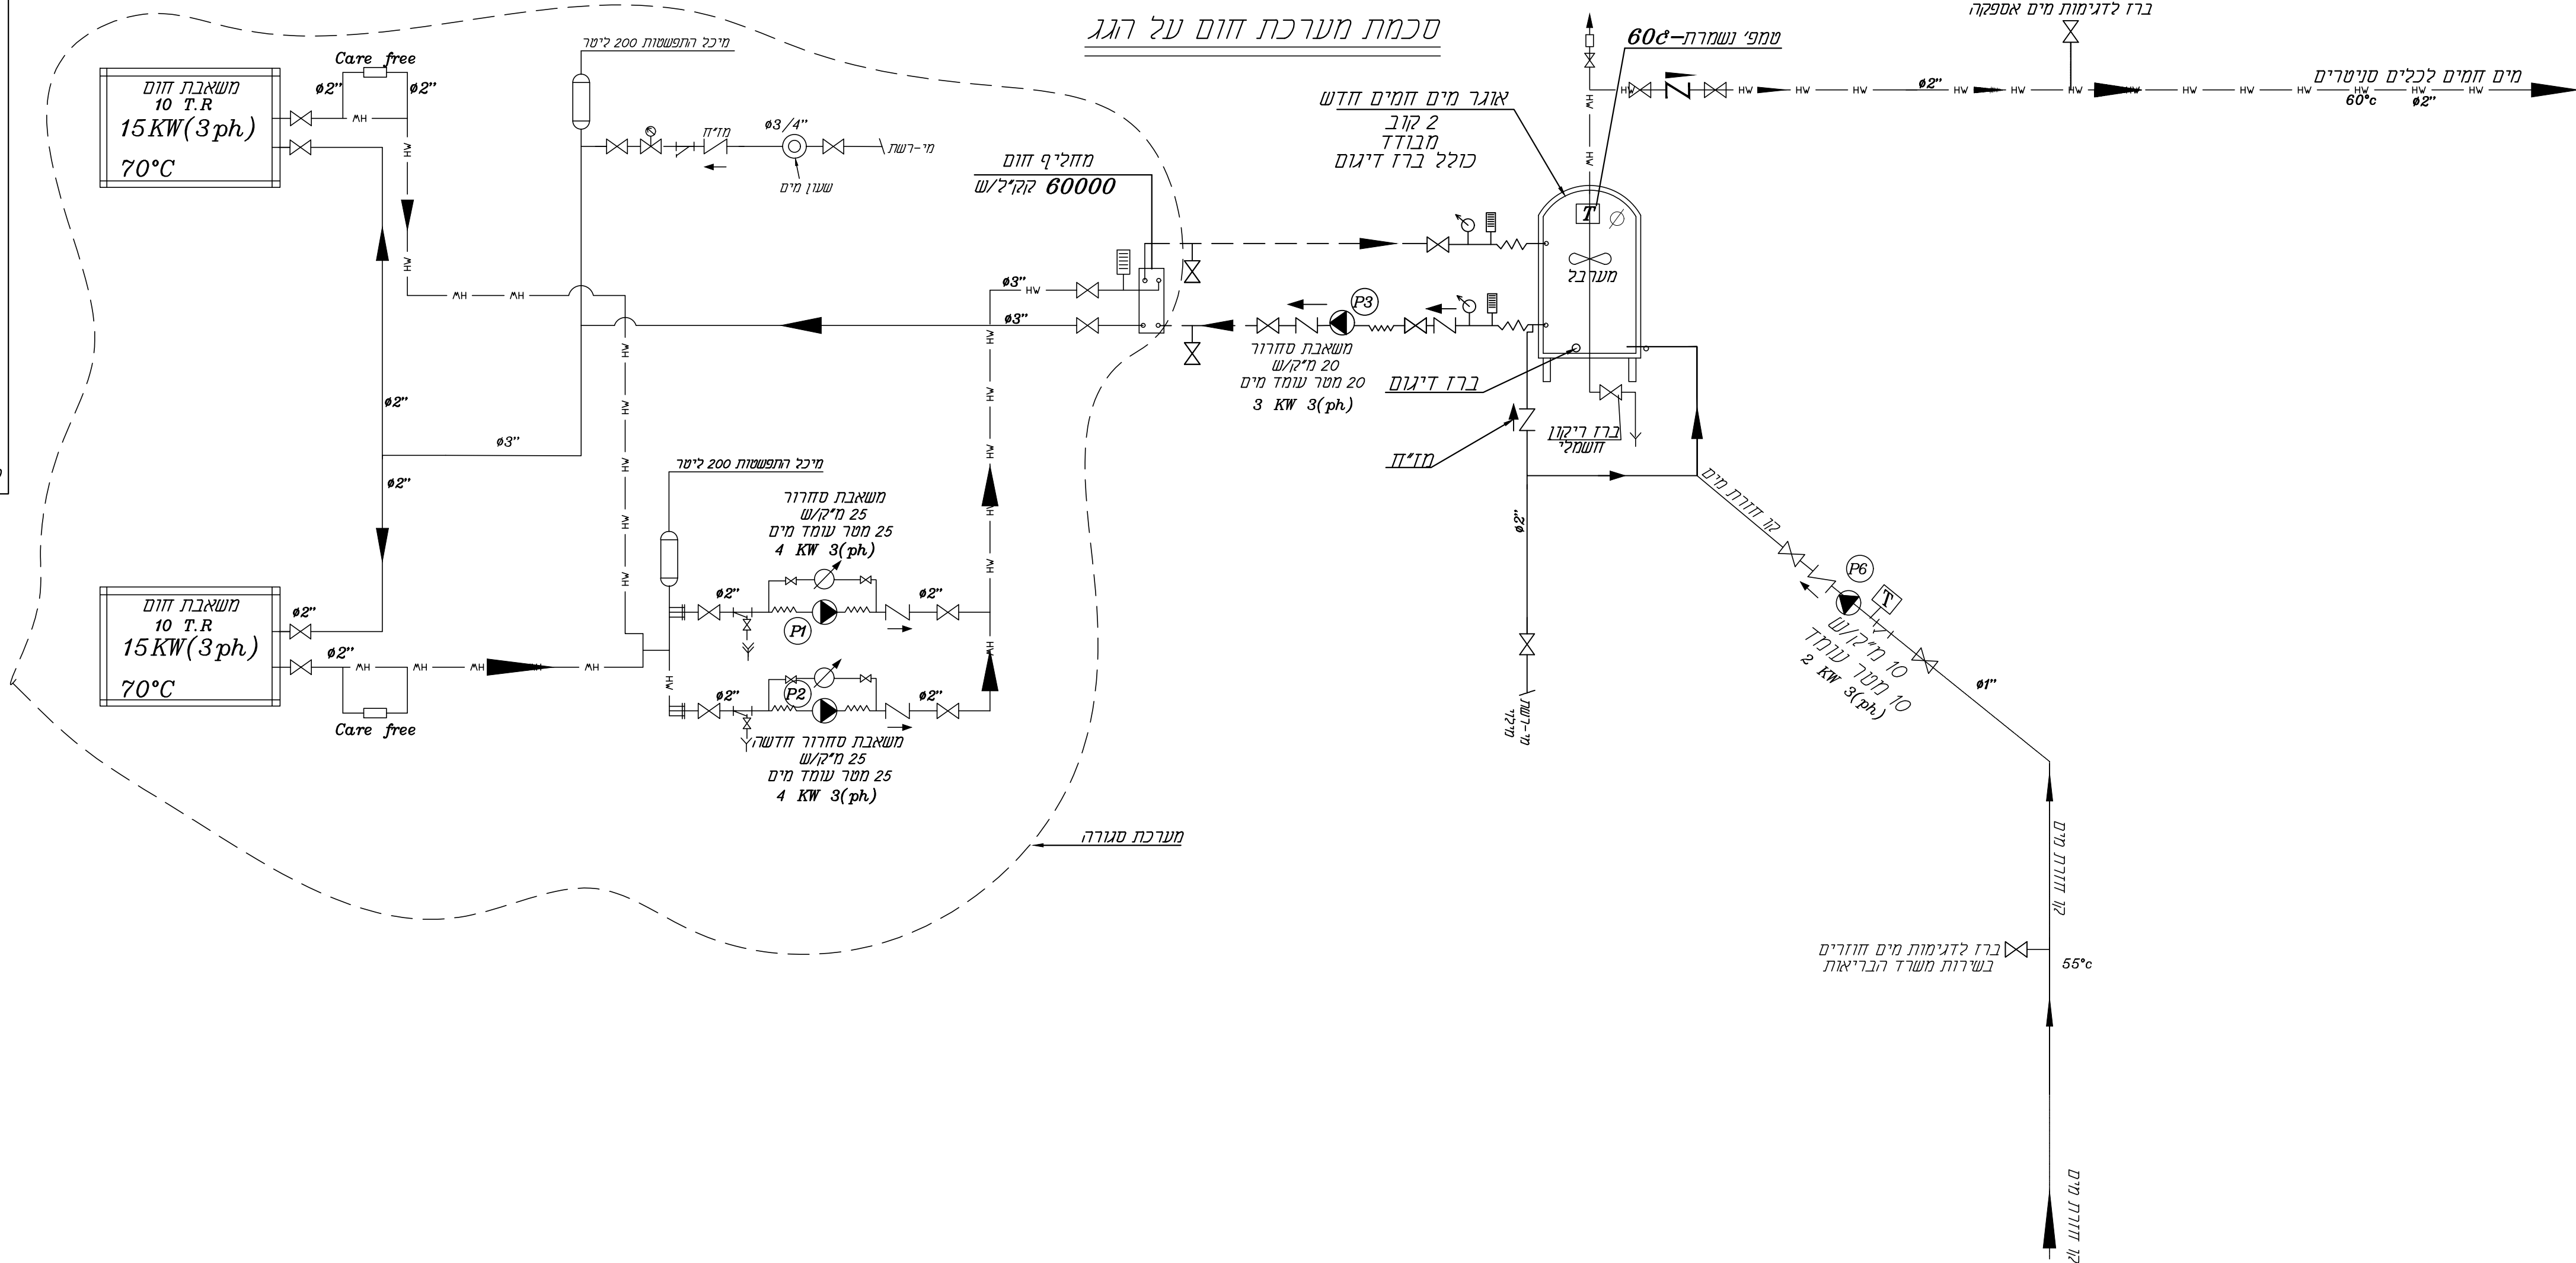 סכמת מערכת חום על הגג
ברז לדגימות מים אספקה
טמפ' נשמרת-60c
מים חמים לכלים סניטרים
HW
ø2"
60°c
ø2"
Care free
ø2"
ø2"
משאבת חום
10 T.R
15KW(3ph)
70°C
HW
מיכל התפשטות 200 ליטר
מז"ח
ø3/4"
מי-רשת
שעון מים
אוגר מים חמים חדש
2 קוב
מבודד
כולל ברז דיגום
מחליף חום
60000 קק"ל/ש
T
מערבל
ø3"
HW
ø3"
P3
משאבת סחרור
20 מ"ק/ש
20 מטר עומד מים
3 KW 3(ph)
ברז דיגום
ברז ריקון
חשמלי
מז"ח
ø2"
ø3"
ø2"
מיכל התפשטות 200 ליטר
משאבת סחרור
25 מ"ק/ש
25 מטר עומד מים
4 KW 3(ph)
ø2"
ø2"
P1
ø2"
P2
ø2"
משאבת סחרור חדשה
25 מ"ק/ש
25 מטר עומד מים
4 KW 3(ph)
משאבת חום
10 T.R
15KW(3ph)
70°C
ø2"
ø2"
HW
Care free
מערכת סגורה
ø2"
מי-רשת
קו חזרת מים
P6
T
10 מ"ק/ש
10 מטר עומד
2 KW 3(ph)
ø1"
קו חזרת מים
ברז לדגימות מים חוזרים
בשירות משרד הבריאות
55°c
קו חזרת מים